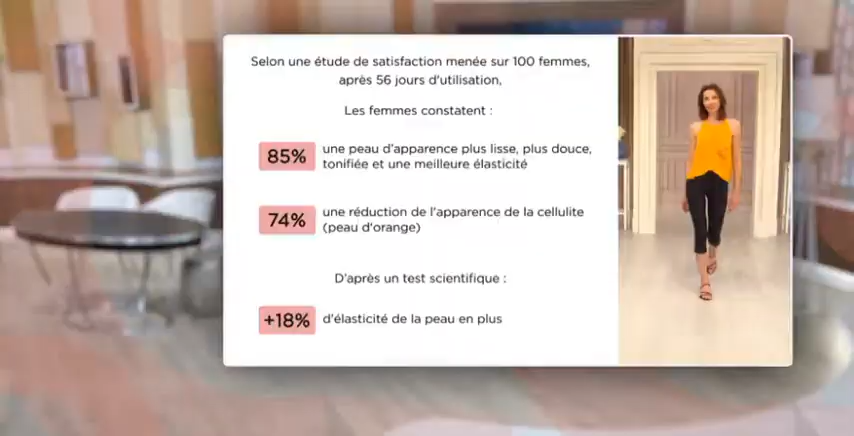 Selon une étude de satisfaction menée sur 100 femmes,
après 56 jours d'utilisation,
Les femmes constatent :
85%
une peau d'apparence plus lisse, plus douce,
tonifiée et une meilleure élasticité
74%
une réduction de l'apparence de la cellulite
(peau d'orange)
D'après un test scientifique :
+18%
d'élasticité de la peau en plus